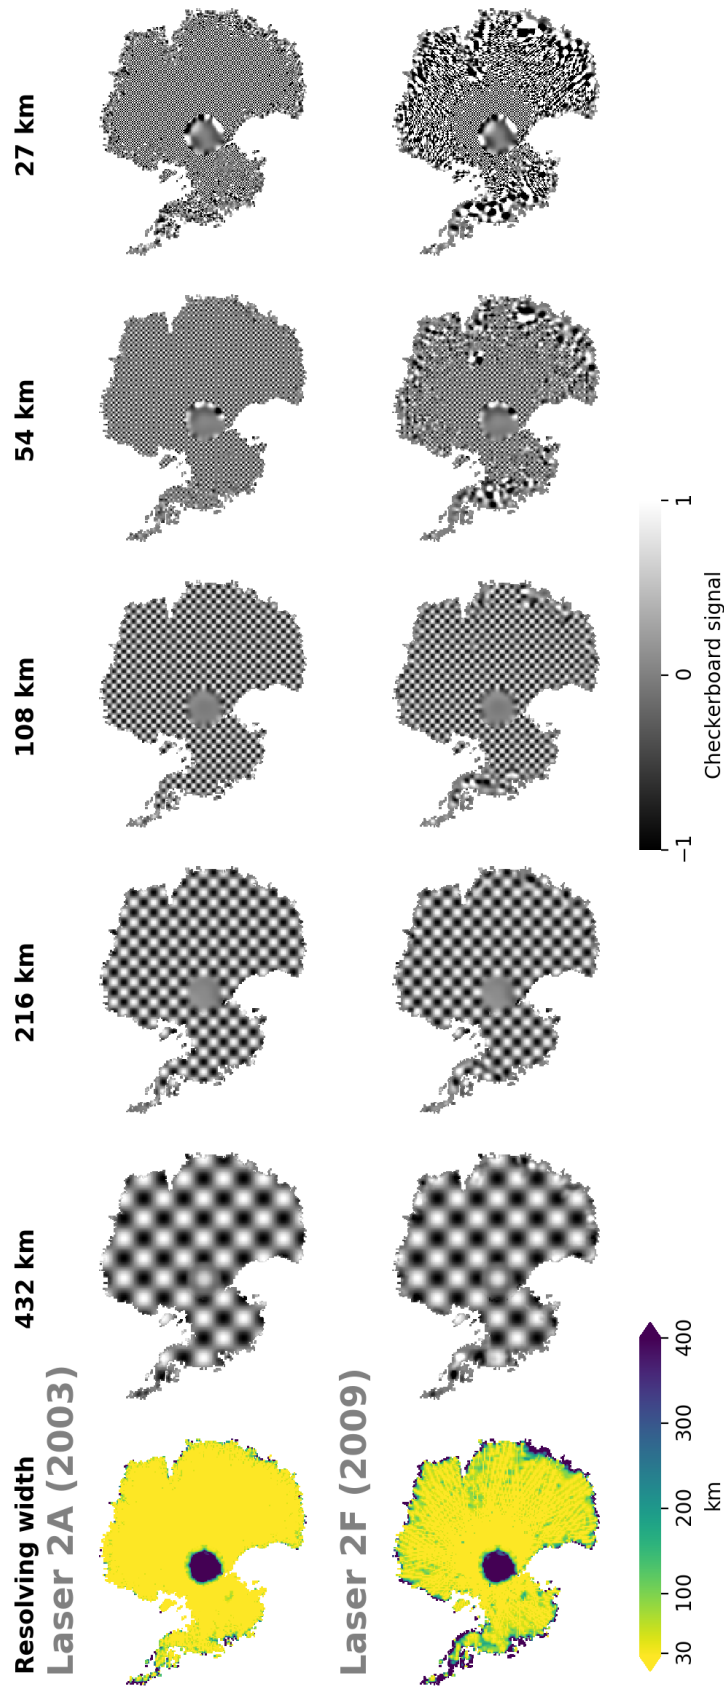 Resolving width
432 km
216 km
108 km
54 km
27 km
Laser 2A (2003)
Laser 2F (2009)
30
100
200
300
400
km
−1
0
1
Checkerboard signal